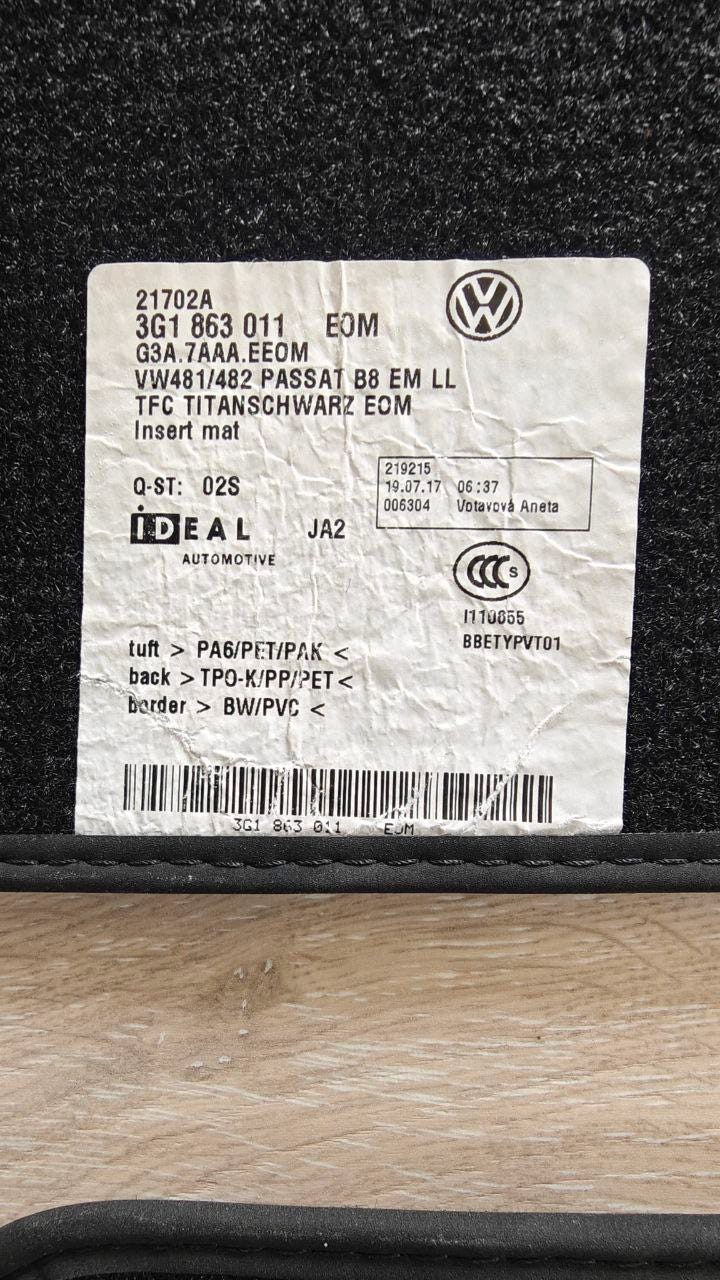 21702A
3G1 863 011 EOM
G3A.7AAA.EEOM
VW481/482 PASSAT B8 EM LL
TFC TITANSCHWARZ EOM
Insert mat
Q-ST: 02S
219215
19.07.17 06:37
006304 Votavová Aneta
IDEAL JA2
AUTOMOTIVE
CCC S
I110655
BBETYPVT01
tuft > PA6/PET/PAK <
back > TPO-K/PP/PET <
border > BW/PVC <
3G1 863 011 EOM